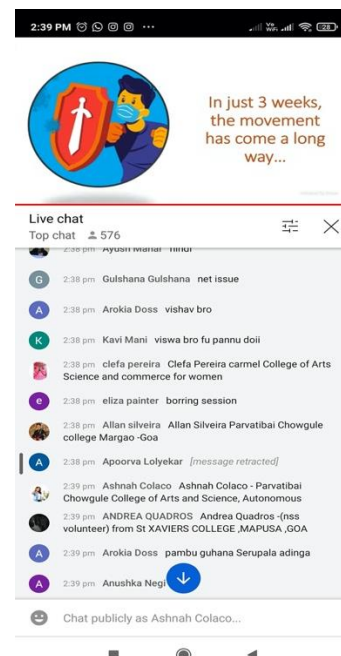 2:39 PM
28
In just 3 weeks,
the movement
has come a long
way...
Live chat
Top chat 576
2:38 pm Ayush Manar hindi
G 2:38 pm Gulshana Gulshana net issue
A 2:38 pm Arokia Doss vishav bro
K 2:38 pm Kavi Mani viswa bro fu pannu doii
2:38 pm clefa pereira Clefa Pereira carmel College of Arts
Science and commerce for women
e 2:38 pm eliza painter borring session
2:38 pm Allan silveira Allan Silveira Parvatibai Chowgule
college Margao -Goa
A 2:38 pm Apoorva Lolyekar [message retracted]
2:39 pm Ashnah Colaco Ashnah Colaco - Parvatibai
Chowgule College of Arts and Science, Autonomous
2:39 pm ANDREA QUADROS Andrea Quadros -(nss
volunteer) from St XAVIERS COLLEGE ,MAPUSA ,GOA
A 2:39 pm Arokia Doss pambu guhana Serupala adinga
A 2:39 pm Anushka Negi
Chat publicly as Ashnah Colaco...